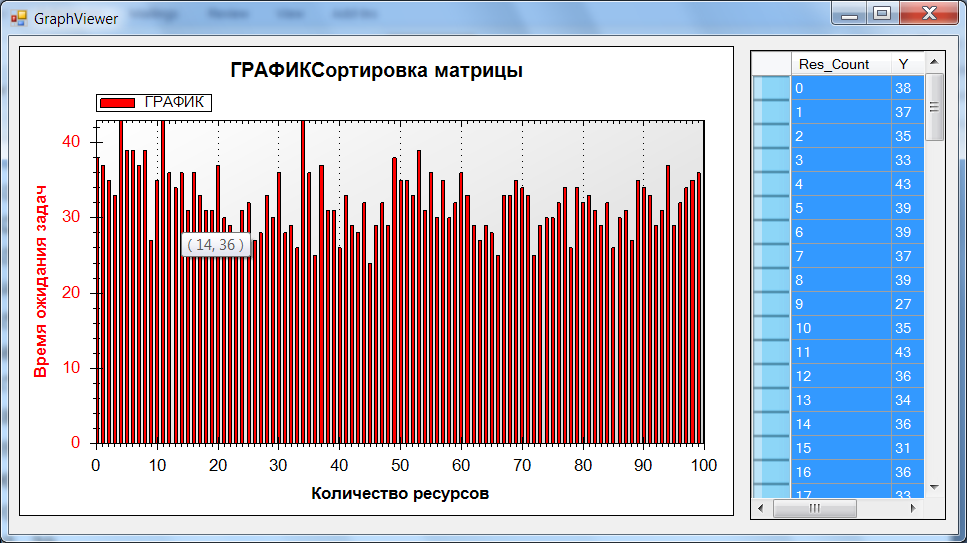 GraphViewer
ГРАФИКСортировка матрицы
ГРАФИК
Время ожидания задач
40
30
20
10
0
( 14, 36 )
0 10 20 30 40 50 60 70 80 90 100
Количество ресурсов
Res_Count Y
0 38
1 37
2 35
3 33
4 43
5 39
6 39
7 37
8 39
9 27
10 35
11 43
12 36
13 34
14 36
15 31
16 36
17 33